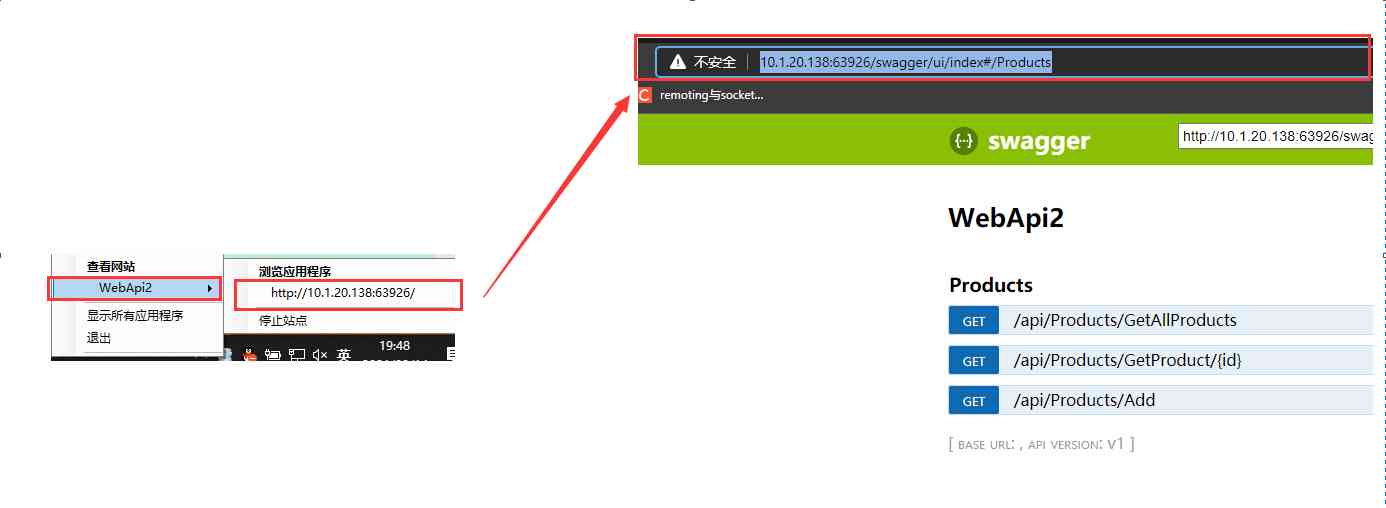 不安全
10.1.20.138:63926/swagger/ui/index#/Products
remoting与socket...
{··} swagger
http://10.1.20.138:63926/swag
WebApi2
Products
GET /api/Products/GetAllProducts
GET /api/Products/GetProduct/{id}
GET /api/Products/Add
[ BASE URL: , API VERSION: V1 ]
查看网站
WebApi2
显示所有应用程序
退出
浏览应用程序
http://10.1.20.138:63926/
停止站点
英
19:48